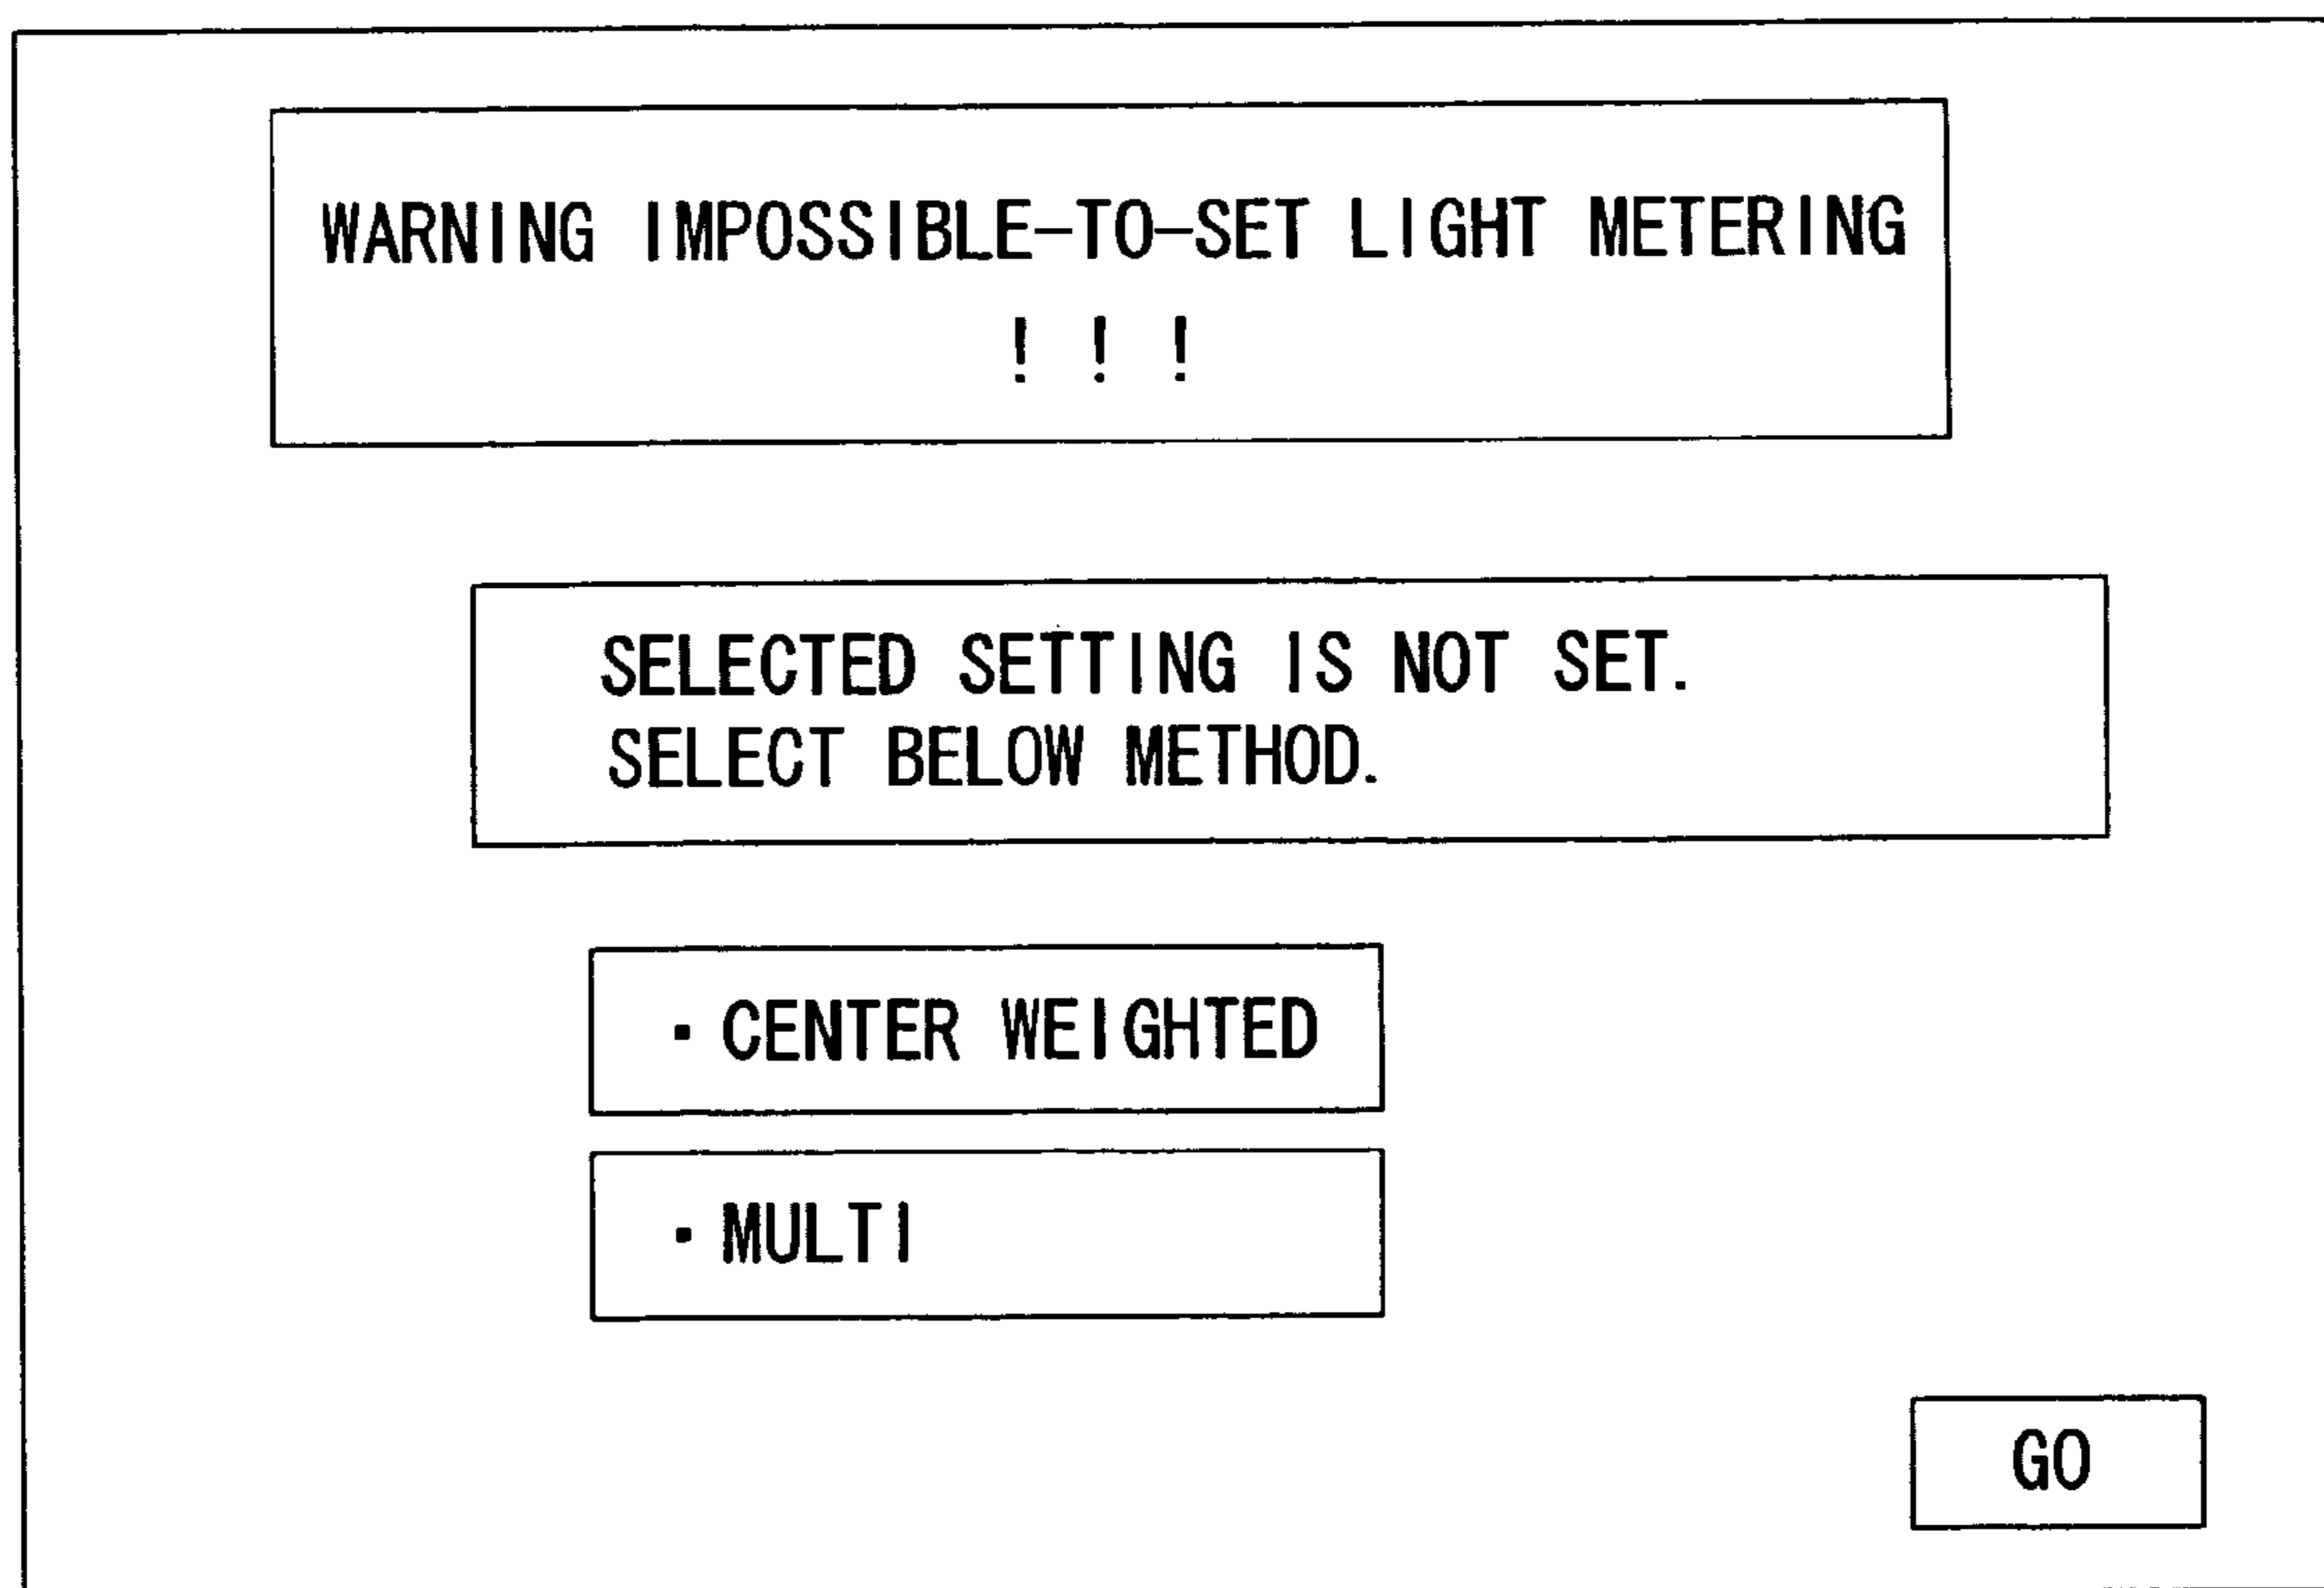 WARNING IMPOSSIBLE-TO-SET LIGHT METERING
! ! !
SELECTED SETTING IS NOT SET.
SELECT BELOW METHOD.
・CENTER WEIGHTED
・MULTI
GO